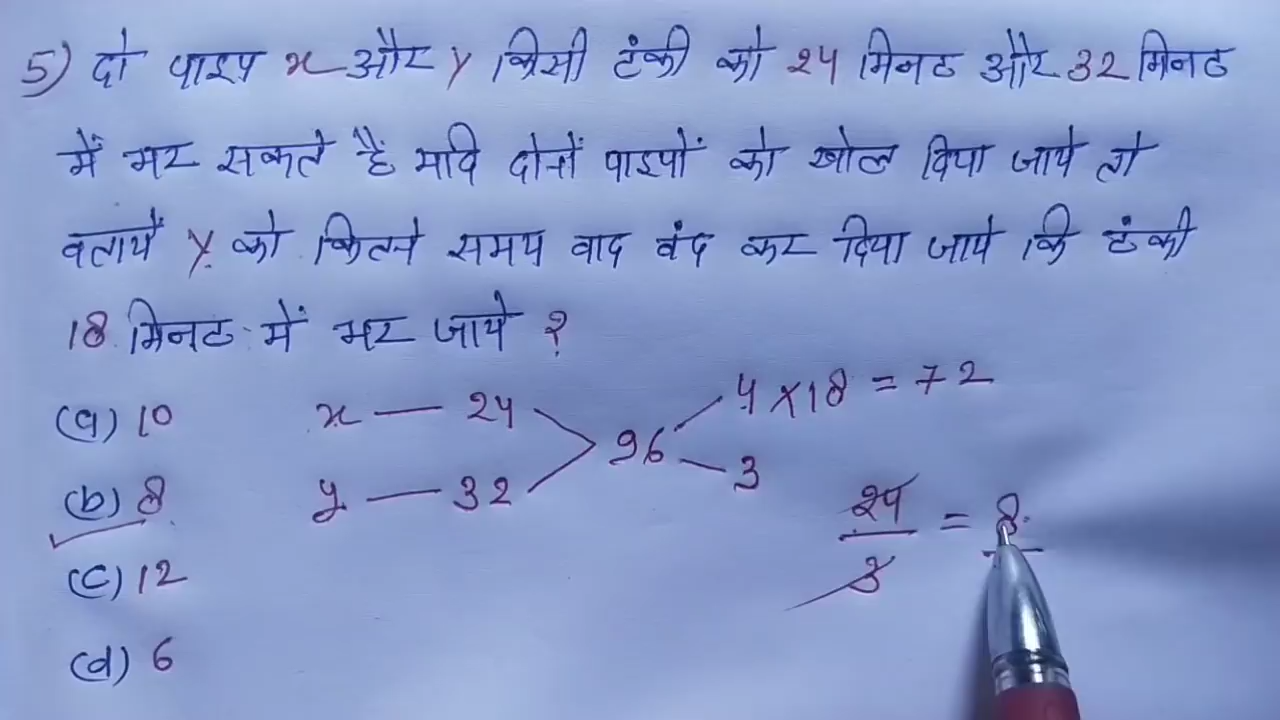 5) दो पाइप x और y किसी टंकी को 24 मिनट और 32 मिनट
में भर सकते हैं यदि दोनों पाइपों को खोल दिया जाये तो
बतायें y को कितने समय वाद बंद कर दिया जाये कि टंकी
18 मिनट में भर जाये ?
(a) 10
(b) 8
(c) 12
(d) 6
x — 24
y — 32
96
4 × 18 = 72
3
24/3 = 8